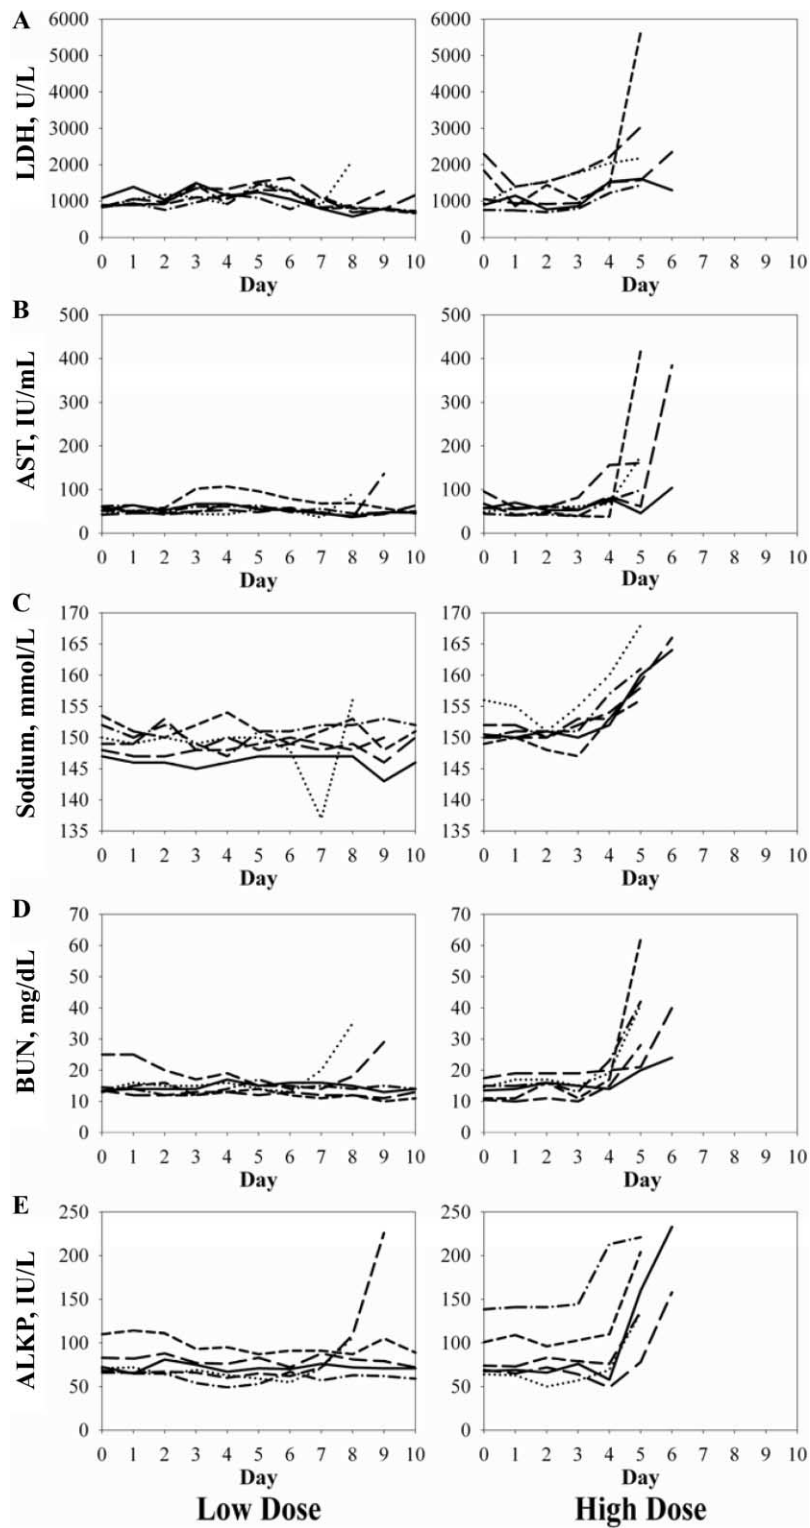 A
LDH, U/L
6000
5000
4000
3000
2000
1000
0
0 1 2 3 4 5 6 7 8 9 10
Day
6000
5000
4000
3000
2000
1000
0
0 1 2 3 4 5 6 7 8 9 10
Day
B
AST, IU/mL
500
400
300
200
100
0
0 1 2 3 4 5 6 7 8 9 10
Day
500
400
300
200
100
0
0 1 2 3 4 5 6 7 8 9 10
Day
C
Sodium, mmol/L
170
165
160
155
150
145
140
135
0 1 2 3 4 5 6 7 8 9 10
Day
170
165
160
155
150
145
140
135
0 1 2 3 4 5 6 7 8 9 10
Day
D
BUN, mg/dL
70
60
50
40
30
20
10
0
0 1 2 3 4 5 6 7 8 9 10
Day
70
60
50
40
30
20
10
0
0 1 2 3 4 5 6 7 8 9 10
Day
E
ALKP, IU/L
250
200
150
100
50
0
0 1 2 3 4 5 6 7 8 9 10
Day
250
200
150
100
50
0
0 1 2 3 4 5 6 7 8 9 10
Day
Low Dose
High Dose